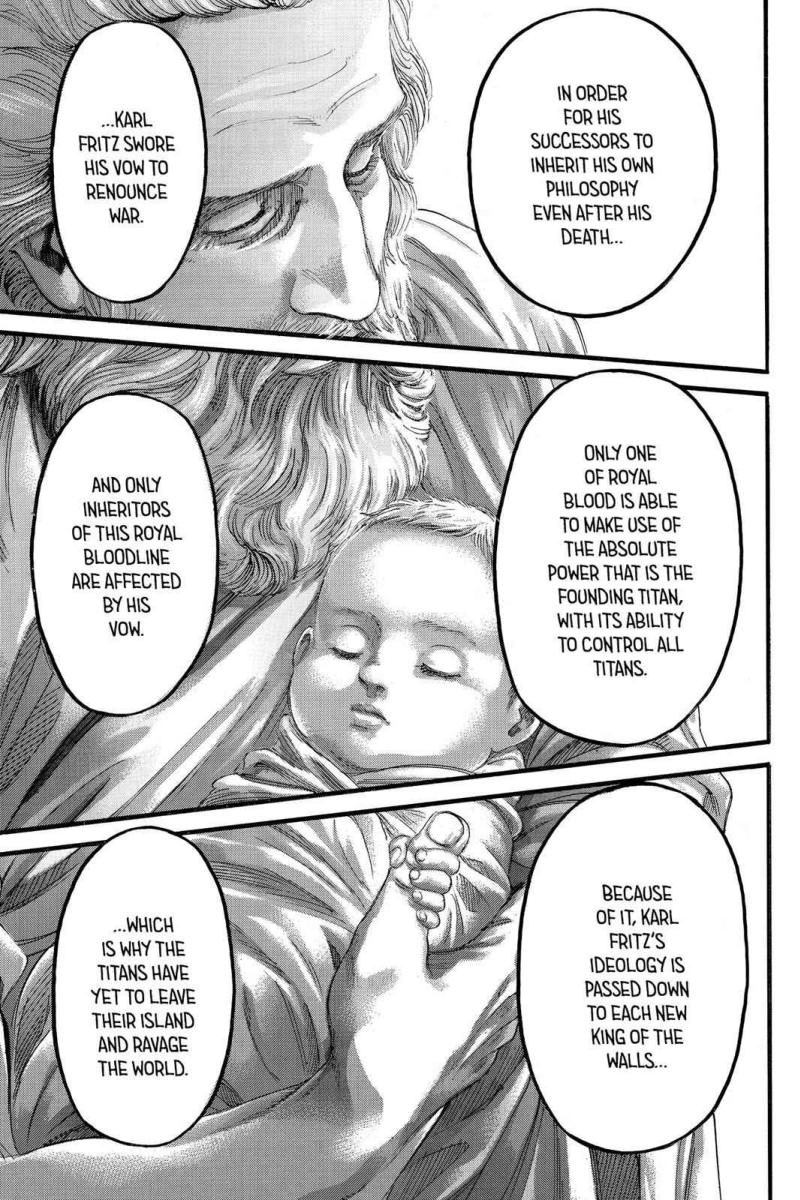 IN ORDER
FOR HIS
SUCCESSORS TO
INHERIT HIS OWN
PHILOSOPHY
EVEN AFTER HIS
DEATH...
...KARL
FRITZ SWORE
HIS VOW TO
RENOUNCE
WAR.
ONLY ONE
OF ROYAL
BLOOD IS ABLE
TO MAKE USE OF
THE ABSOLUTE
POWER THAT IS THE
FOUNDING TITAN,
WITH ITS ABILITY
TO CONTROL ALL
TITANS.
AND ONLY
INHERITORS
OF THIS ROYAL
BLOODLINE
ARE AFFECTED
BY HIS
VOW.
BECAUSE
OF IT, KARL
FRITZ'S
IDEOLOGY IS
PASSED DOWN
TO EACH NEW
KING OF THE
WALLS...
...WHICH
IS WHY THE
TITANS HAVE
YET TO LEAVE
THEIR ISLAND
AND RAVAGE
THE WORLD.